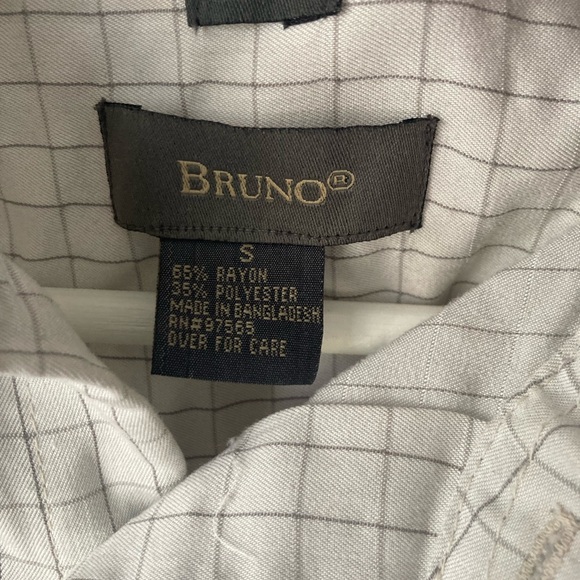 BRUNO®
S
65% RAYON
35% POLYESTER
MADE IN BANGLADESH
RN#97565
OVER FOR CARE